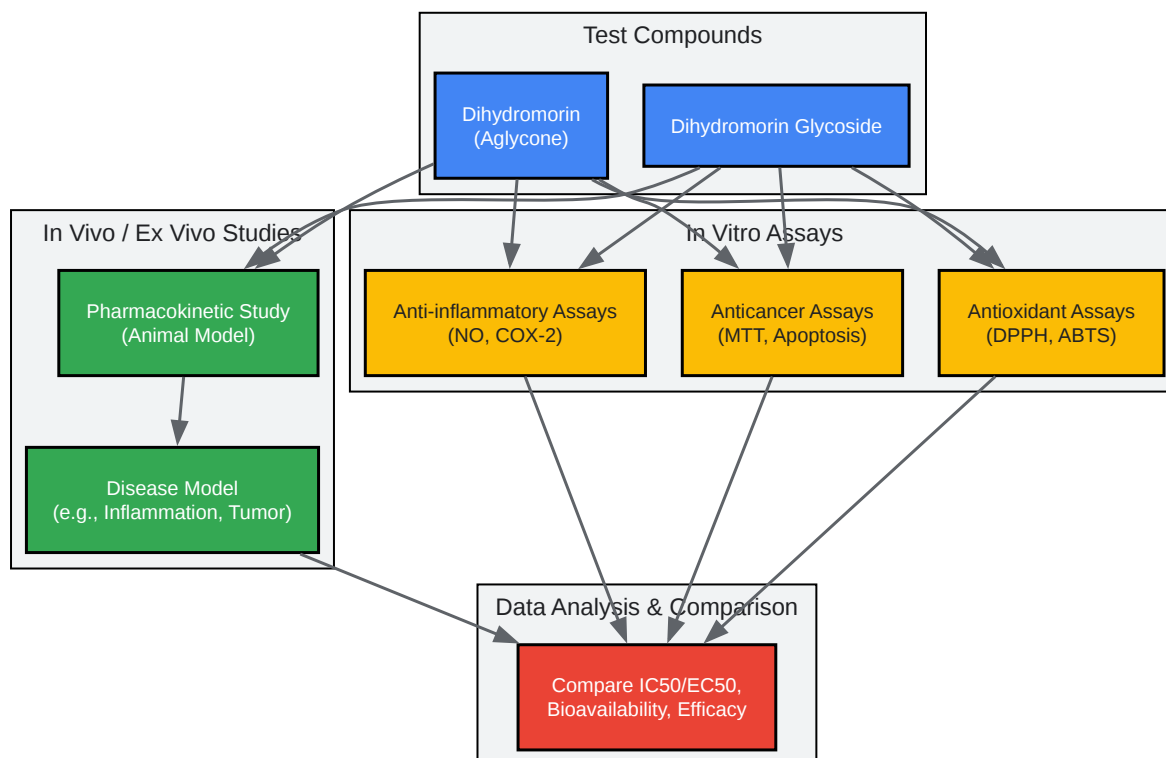 Test Compounds
Dihydromorin
(Aglycone)
Dihydromorin Glycoside
In Vivo / Ex Vivo Studies
Pharmacokinetic Study
(Animal Model)
Disease Model
(e.g., Inflammation, Tumor)
In Vitro Assays
Anti-inflammatory Assays
(NO, COX-2)
Anticancer Assays
(MTT, Apoptosis)
Antioxidant Assays
(DPPH, ABTS)
Data Analysis & Comparison
Compare IC50/EC50,
Bioavailability, Efficacy